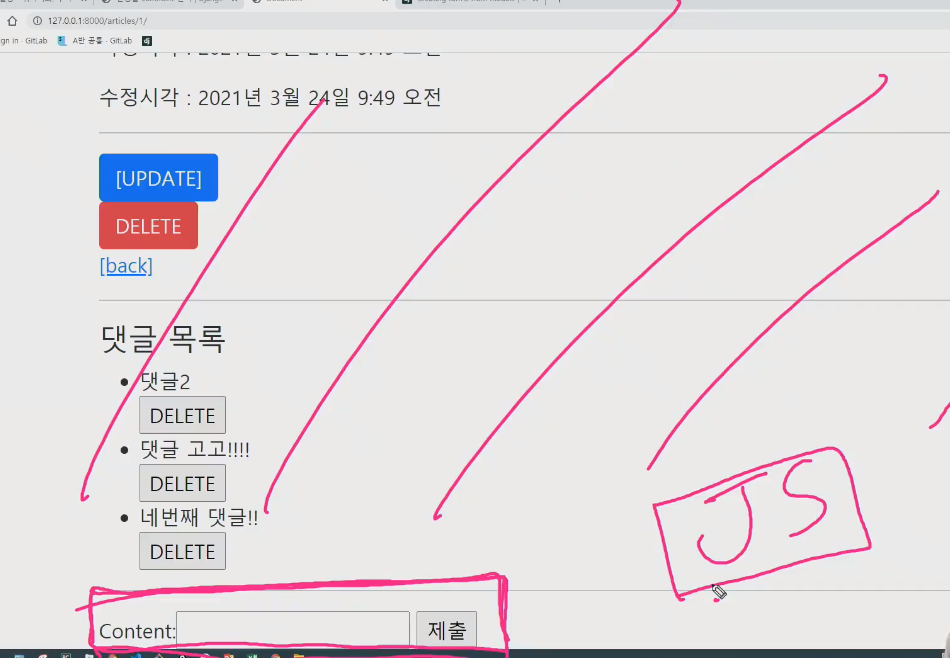 127.0.0.1:8000/articles/1/
gn in · GitLab A반 공통 · GitLab dj
수정시각 : 2021년 3월 24일 9:49 오전
[UPDATE]
DELETE
[back]
댓글 목록
댓글2
DELETE
댓글 고고!!!!
DELETE
네번째 댓글!!
DELETE
JS
Content: 제출